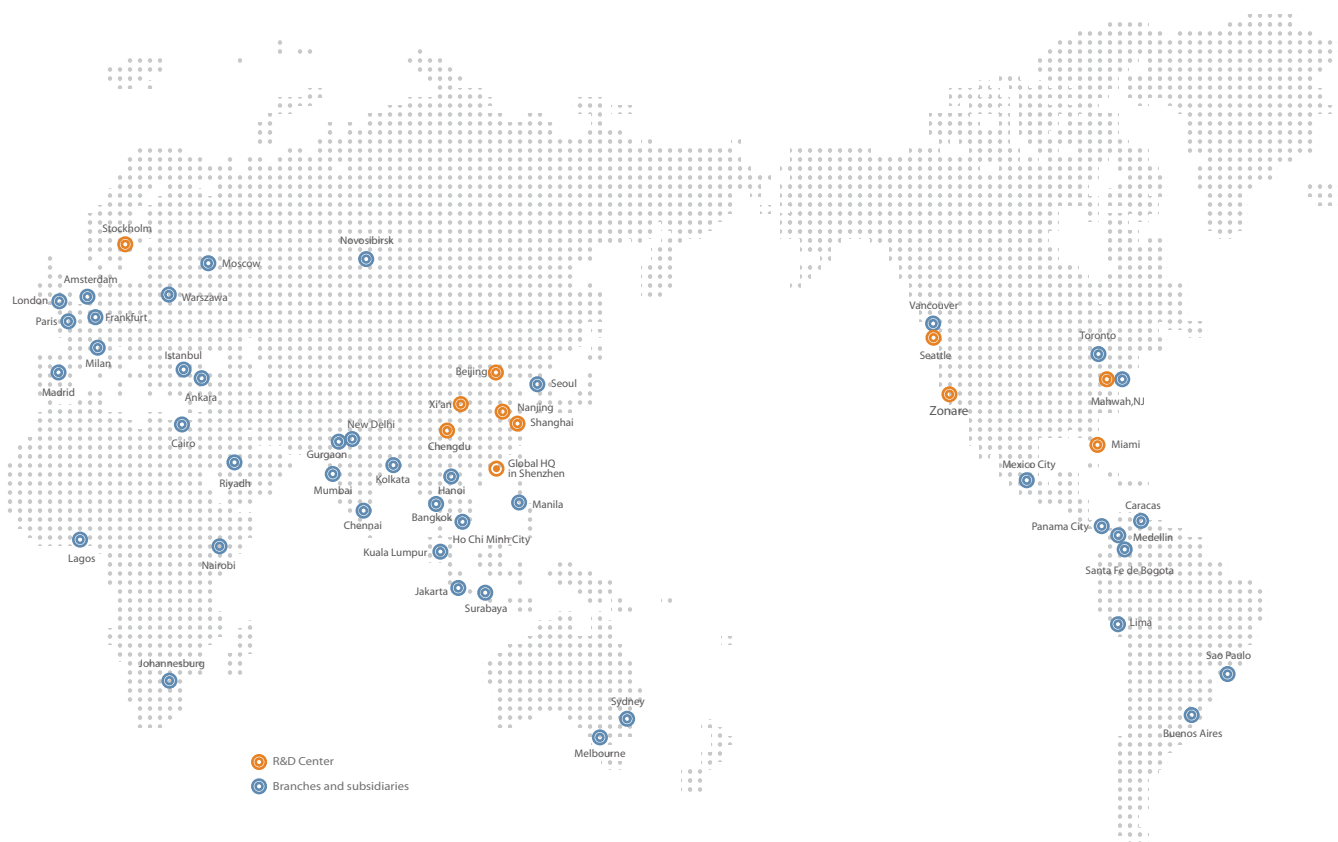 Stockholm
Novosibirsk
Moscow
Amsterdam
London
Warszawa
Paris
Frankfurt
Milan
Madrid
Istanbul
Ankara
Beijing
Seoul
Xi'an
Nanjing
Shanghai
Cairo
New Delhi
Gurgaon
Chengdu
Global HQ
in Shenzhen
Riyadh
Mumbai
Kolkata
Hanoi
Chennai
Bangkok
Manila
Ho Chi Minh City
Kuala Lumpur
Lagos
Nairobi
Jakarta
Surabaya
Johannesburg
Sydney
Melbourne
Vancouver
Seattle
Toronto
Zonare
Mahwah,NJ
Miami
Mexico City
Caracas
Panama City
Medellin
Santa Fe de Bogota
Lima
Sao Paulo
Buenos Aires
R&D Center
Branches and subsidiaries